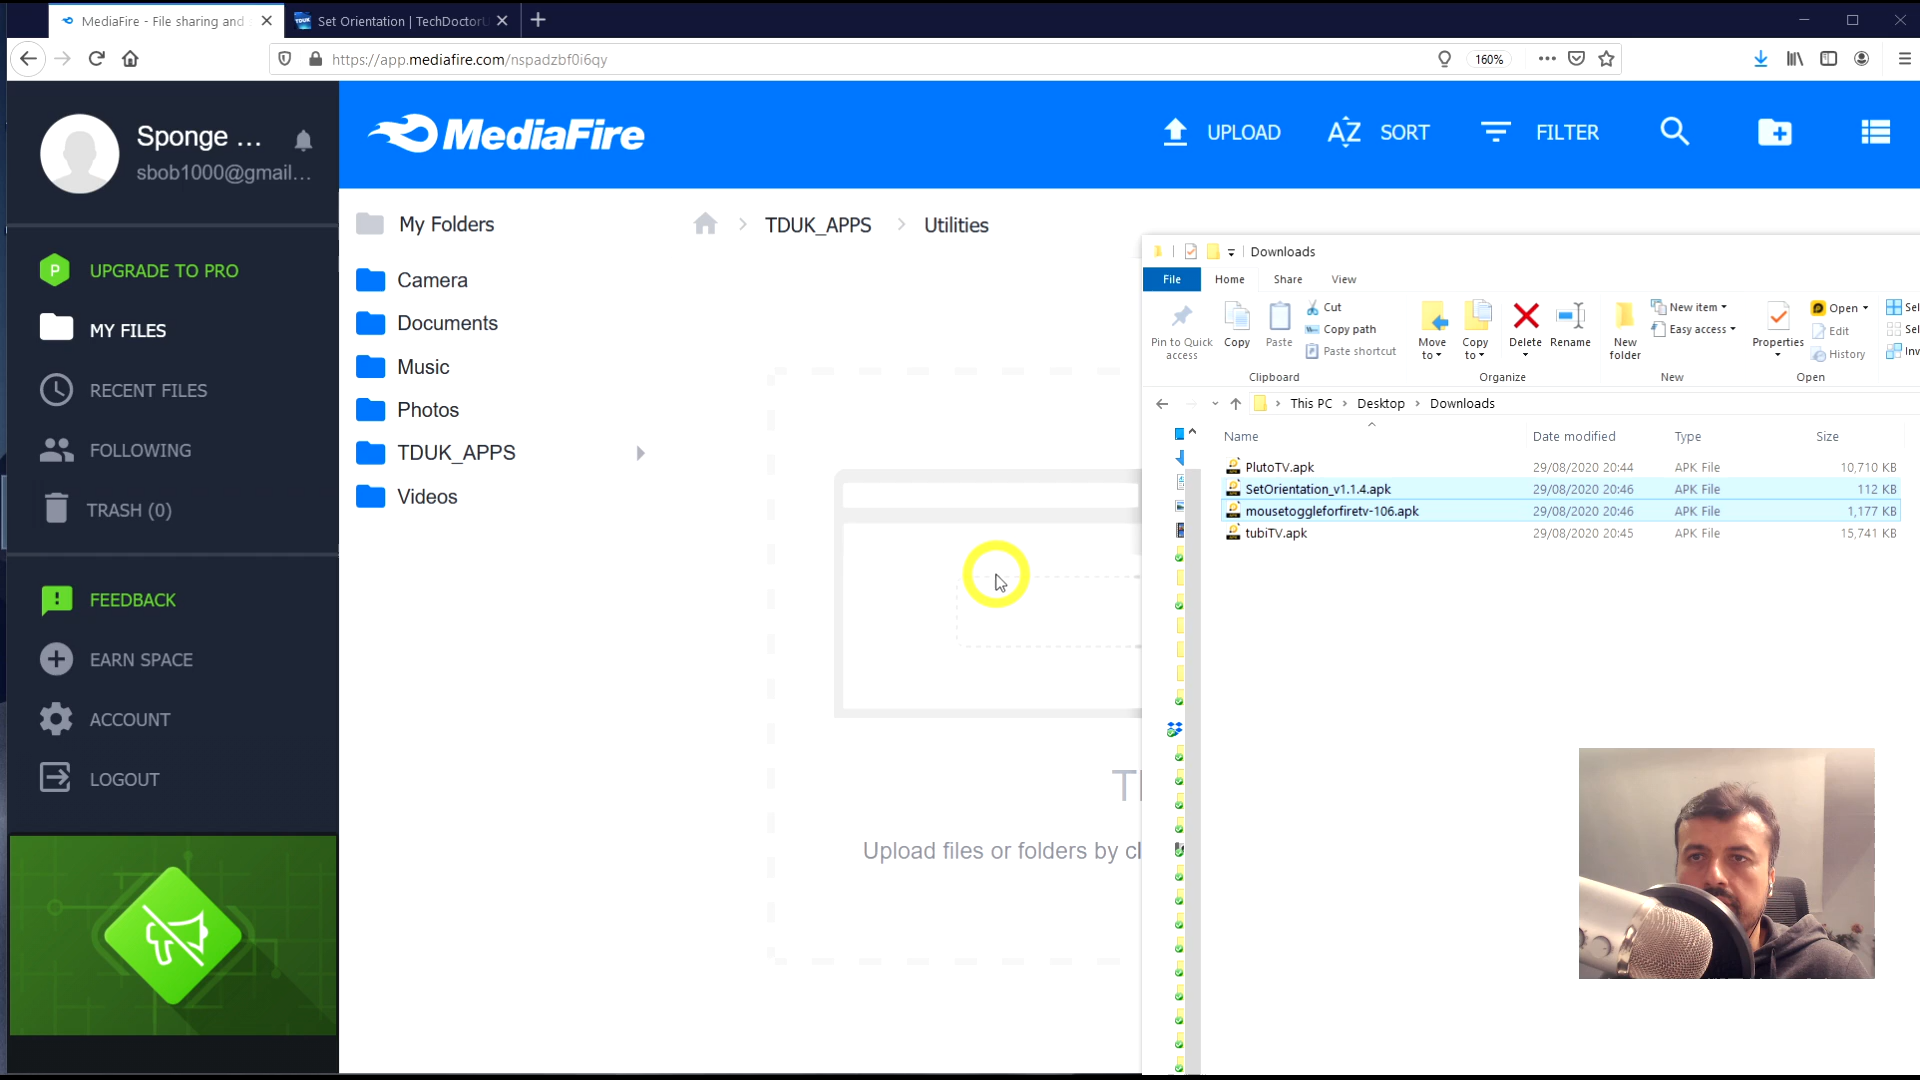 MediaFire - File sharing and
Set Orientation | TechDoctorU
https://app.mediafire.com/nspadzbf0i6qy
160%
Sponge ...
sbob1000@gmail...
MediaFire
UPLOAD
AZ SORT
FILTER
My Folders
TDUK_APPS > Utilities
P UPGRADE TO PRO
MY FILES
RECENT FILES
FOLLOWING
TRASH (0)
FEEDBACK
EARN SPACE
ACCOUNT
LOGOUT
Camera
Documents
Music
Photos
TDUK_APPS
Videos
Upload files or folders by cl
Downloads
File Home Share View
Pin to Quick access
Copy
Paste
Cut
Copy path
Paste shortcut
Clipboard
Move to
Copy to
Delete
Rename
Organize
New folder
New item
Easy access
New
Properties
Open
Edit
History
Open
Sel
Sel
Inv
This PC > Desktop > Downloads
Name Date modified Type Size
PlutoTV.apk 29/08/2020 20:44 APK File 10,710 KB
SetOrientation_v1.1.4.apk 29/08/2020 20:46 APK File 112 KB
mousetoggleforfiretv-106.apk 29/08/2020 20:46 APK File 1,177 KB
tubiTV.apk 29/08/2020 20:45 APK File 15,741 KB